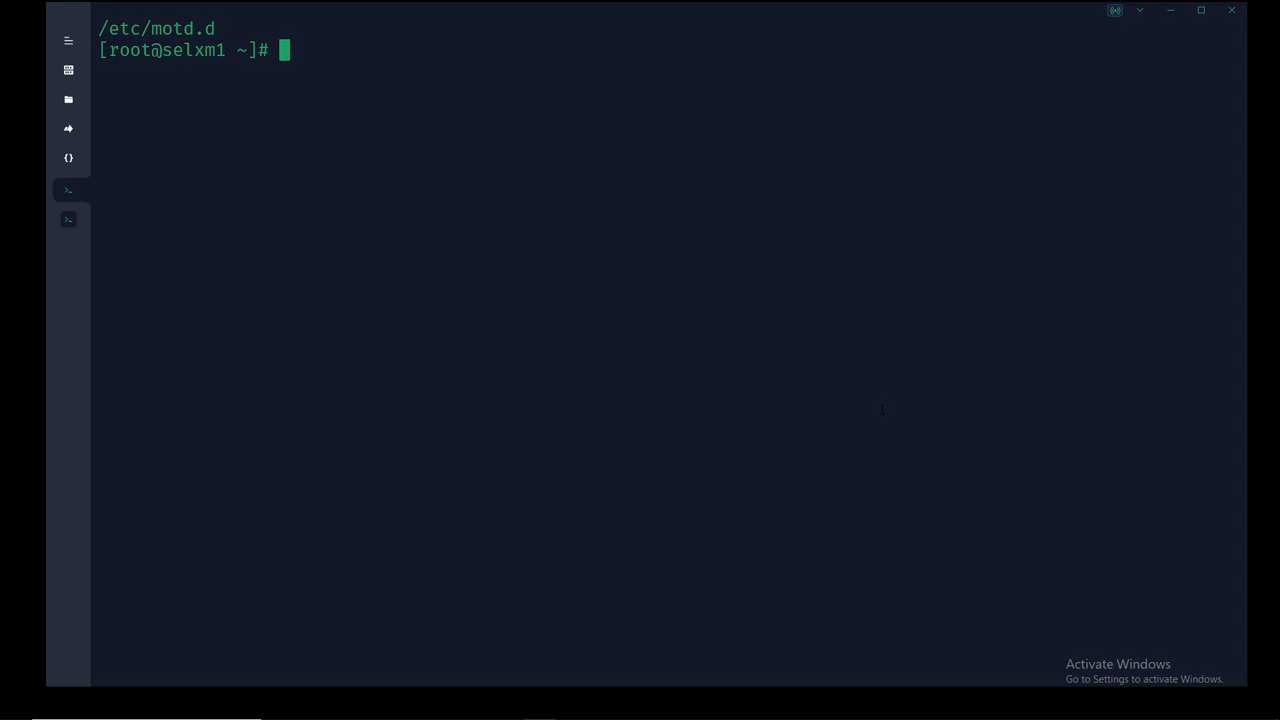 /etc/motd.d
[root@selxm1 ~]#
Activate Windows
Go to Settings to activate Windows.